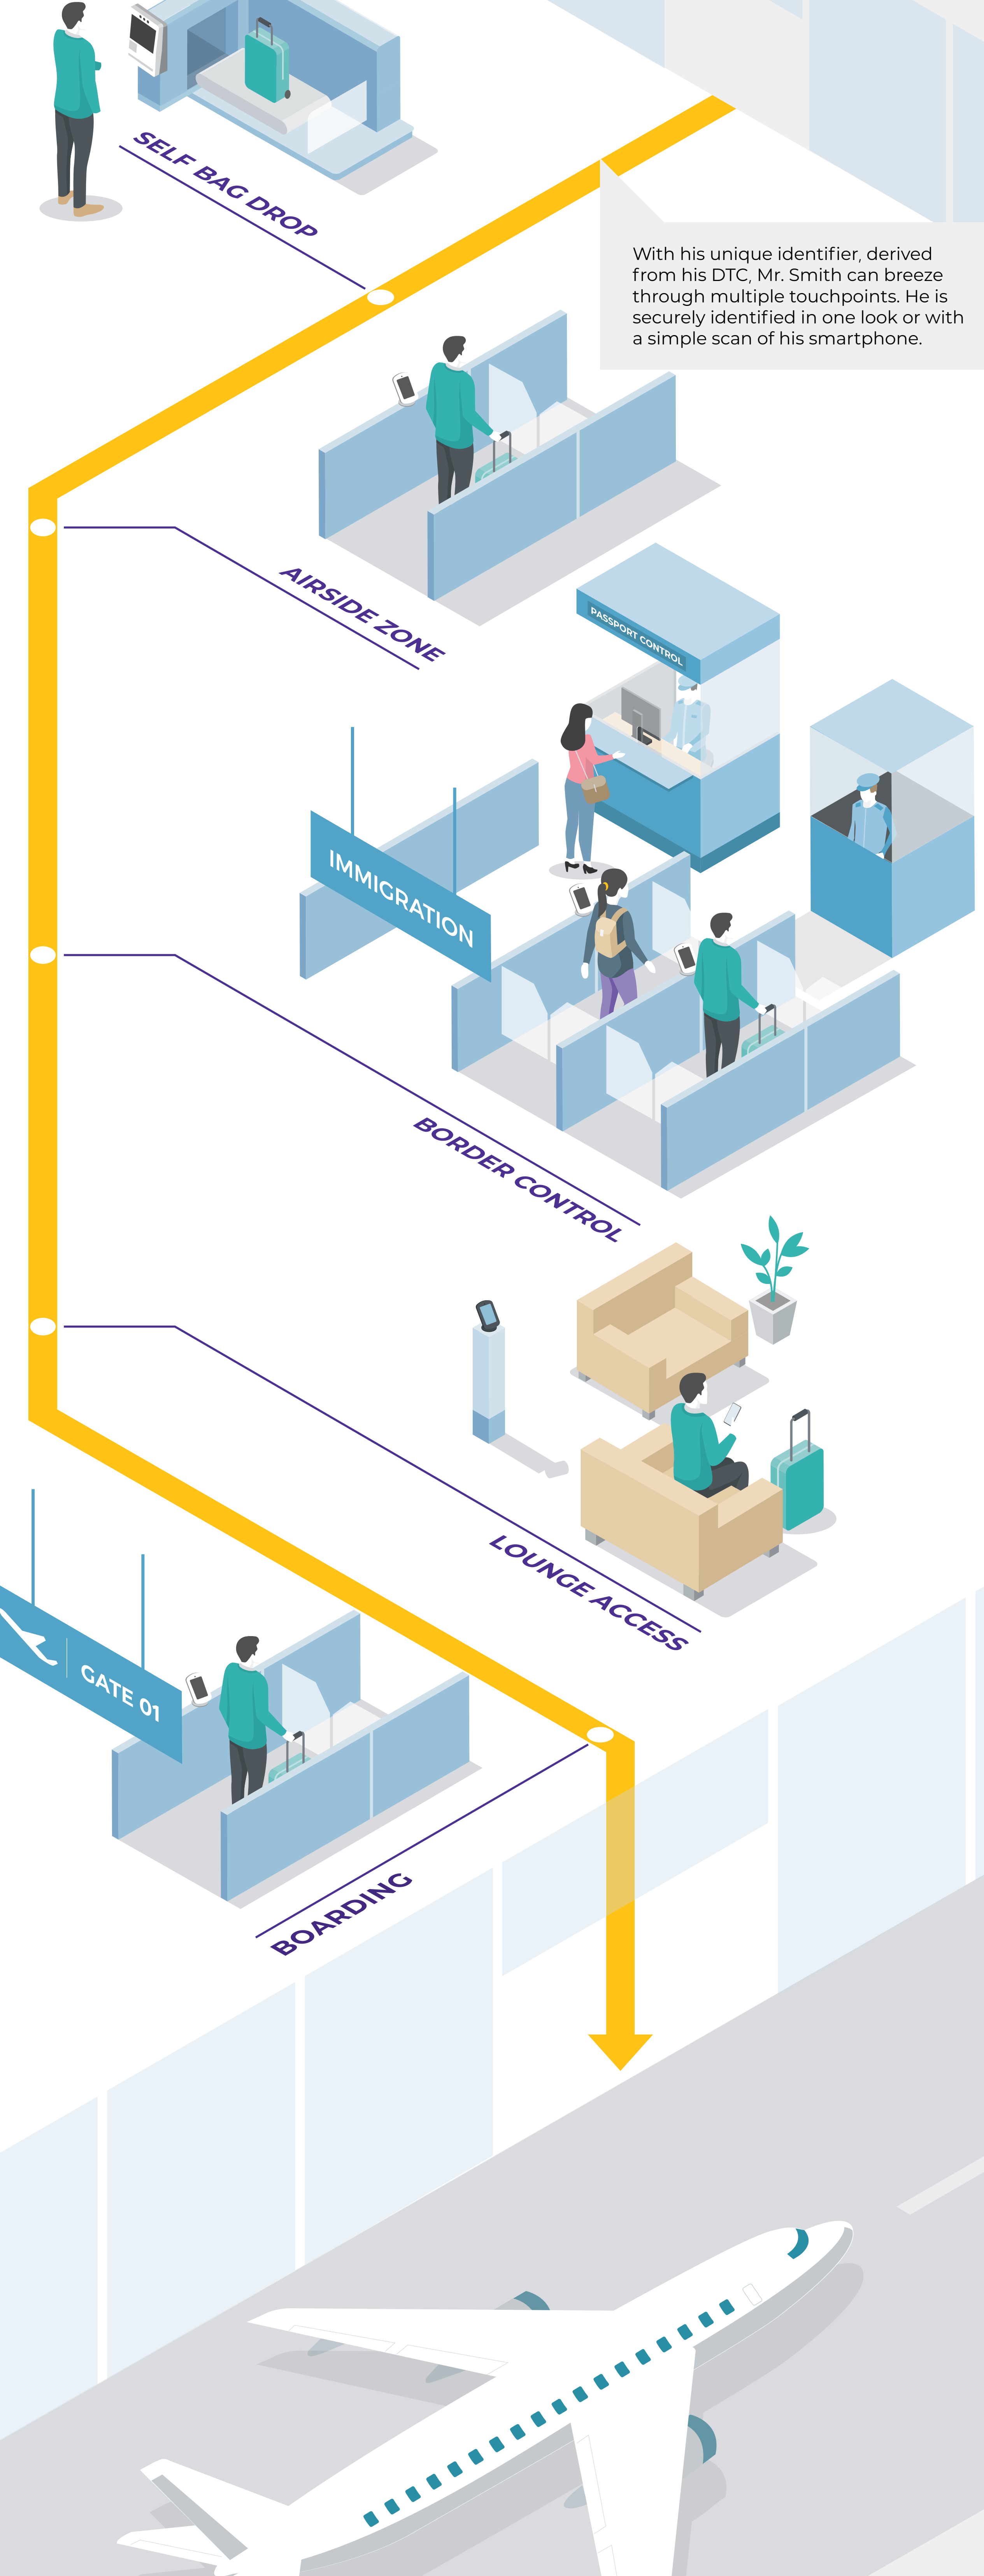 SELF BAG DROP
With his unique identifier, derived
from his DTC, Mr. Smith can breeze
through multiple touchpoints. He is
securely identified in one look or with
a simple scan of his smartphone.
AIRSIDE ZONE
PASSPORT CONTROL
IMMIGRATION
BORDER CONTROL
LOUNGE ACCESS
GATE 01
BOARDING